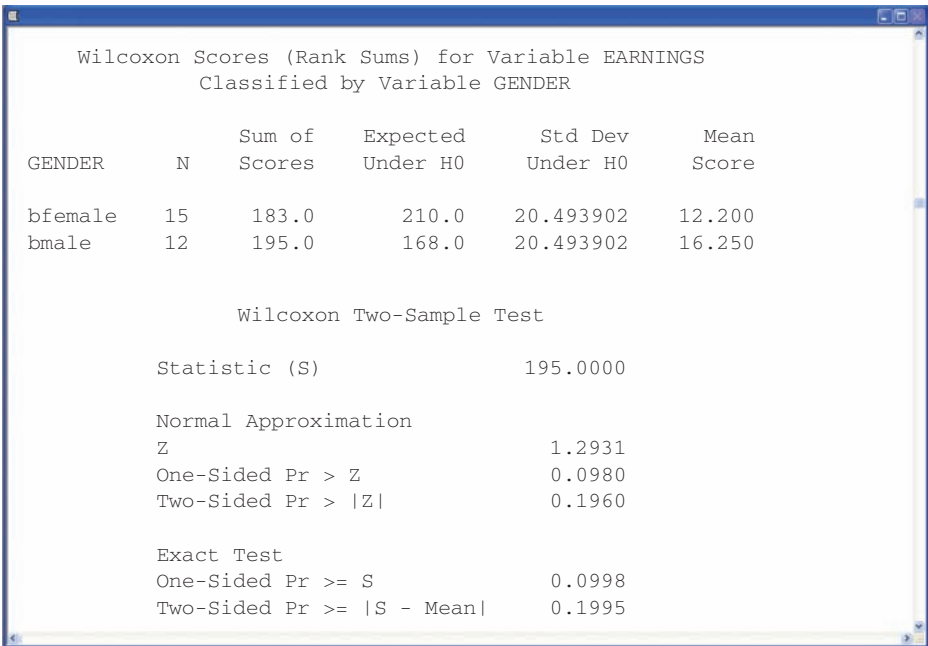 Wilcoxon Scores (Rank Sums) for Variable EARNINGS
Classified by Variable GENDER
Sum of Expected Std Dev Mean
GENDER N Scores Under H0 Under H0 Score
bfemale 15 183.0 210.0 20.493902 12.200
bmale 12 195.0 168.0 20.493902 16.250
Wilcoxon Two-Sample Test
Statistic (S) 195.0000
Normal Approximation
Z 1.2931
One-Sided Pr > Z 0.0980
Two-Sided Pr > |Z| 0.1960
Exact Test
One-Sided Pr >= S 0.0998
Two-Sided Pr >= |S - Mean| 0.1995